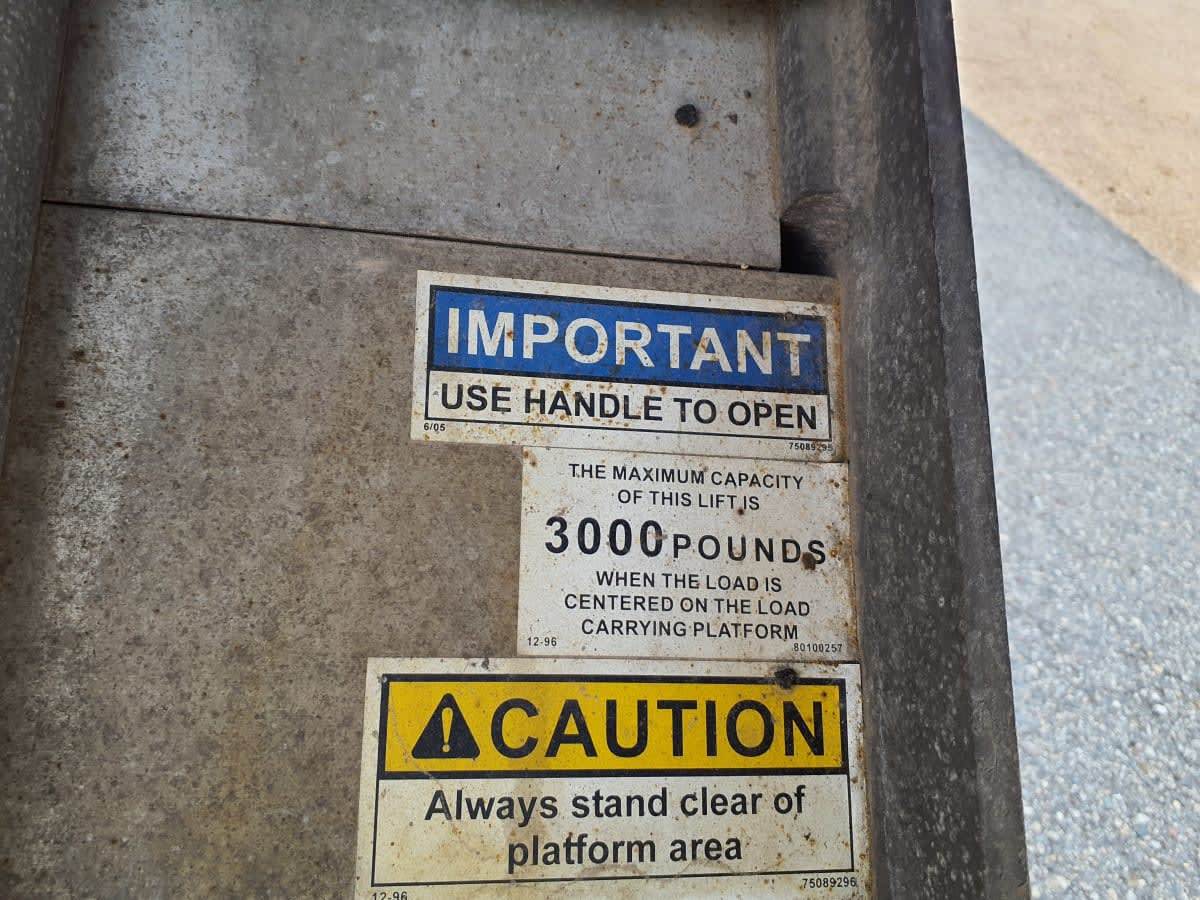 IMPORTANT
USE HANDLE TO OPEN
6/05 75089295
THE MAXIMUM CAPACITY
OF THIS LIFT IS
3000 POUNDS
WHEN THE LOAD IS
CENTERED ON THE LOAD
CARRYING PLATFORM
12-96 80100257
CAUTION
Always stand clear of
platform area
12-96 75089296